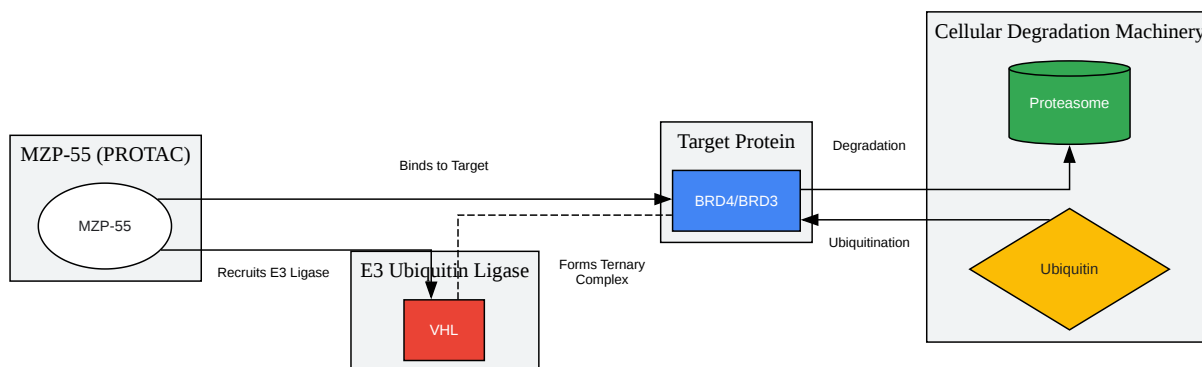 Cellular Degradation Machinery
Proteasome
Target Protein
Degradation
MZP-55 (PROTAC)
Binds to Target
BRD4/BRD3
MZP-55
Ubiquitination
Recruits E3 Ligase
E3 Ubiquitin Ligase
Forms Ternary
Complex
Ubiquitin
VHL